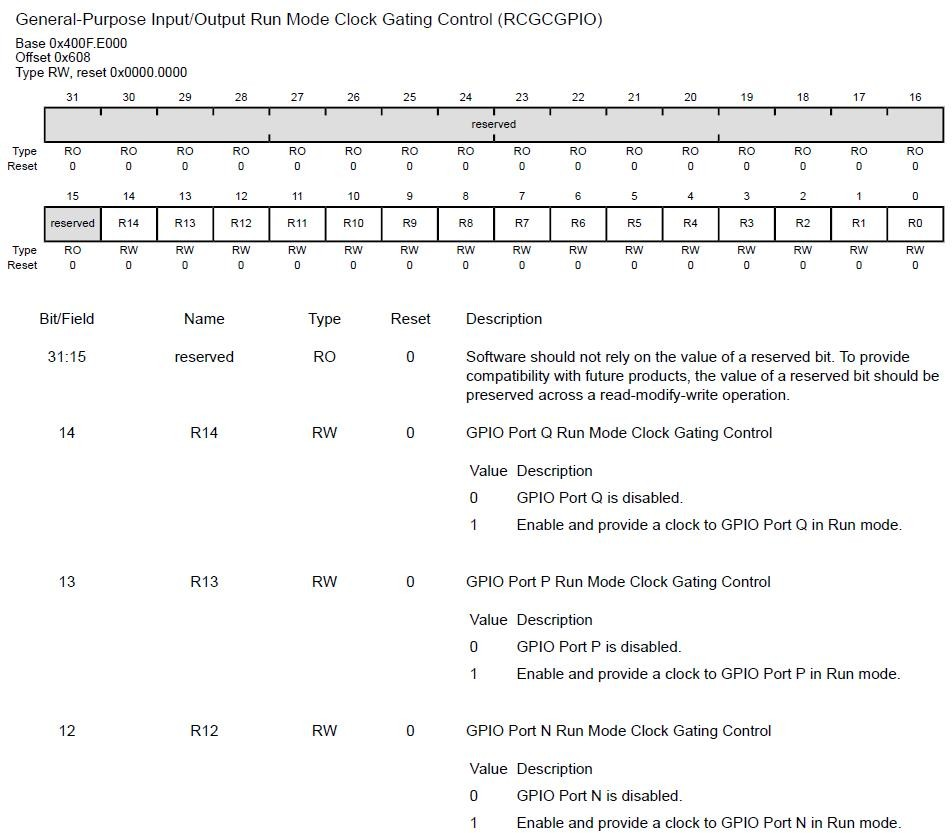 General-Purpose Input/Output Run Mode Clock Gating Control (RCGCGPIO)
Base 0x400F.E000
Offset 0x608
Type RW, reset 0x0000.0000
31 30 29 28 27 26 25 24 23 22 21 20 19 18 17 16
reserved
Type RO RO RO RO RO RO RO RO RO RO RO RO RO RO RO RO
Reset 0 0 0 0 0 0 0 0 0 0 0 0 0 0 0 0
15 14 13 12 11 10 9 8 7 6 5 4 3 2 1 0
reserved R14 R13 R12 R11 R10 R9 R8 R7 R6 R5 R4 R3 R2 R1 R0
Type RO RW RW RW RW RW RW RW RW RW RW RW RW RW RW RW
Reset 0 0 0 0 0 0 0 0 0 0 0 0 0 0 0 0
Bit/Field Name Type Reset Description
31:15 reserved RO 0 Software should not rely on the value of a reserved bit. To provide
compatibility with future products, the value of a reserved bit should be
preserved across a read-modify-write operation.
14 R14 RW 0 GPIO Port Q Run Mode Clock Gating Control
Value Description
0 GPIO Port Q is disabled.
1 Enable and provide a clock to GPIO Port Q in Run mode.
13 R13 RW 0 GPIO Port P Run Mode Clock Gating Control
Value Description
0 GPIO Port P is disabled.
1 Enable and provide a clock to GPIO Port P in Run mode.
12 R12 RW 0 GPIO Port N Run Mode Clock Gating Control
Value Description
0 GPIO Port N is disabled.
1 Enable and provide a clock to GPIO Port N in Run mode.